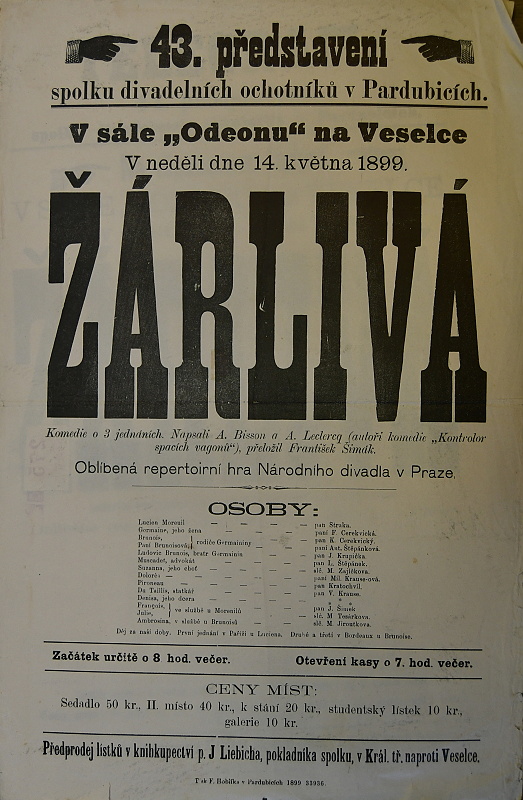 43. představení
spolku divadelních ochotníků v Pardubicích.
V sále „Odeonu“ na Veselce
V neděli dne 14. května 1899.
ŽÁRLIVÁ
Komedie o 3 jednáních. Napsali A. Bisson a A. Leclercq (autoři komedie „Kontrolor
spacích vagonů“), přeložil František Šimák.
Oblíbená repertoirní hra Národního divadla v Praze.
OSOBY:
Lucien Moreuil — — — — — pan Straka.
Germaine, jeho žena — — — — paní F. Cerekvická.
Brunois, } rodiče Germaininy — — pan K. Cerekvický.
Paní Brunoisová, — — paní Ant. Štěpánková.
Ludovic Brunois, bratr Germainin — — pan J. Krupička.
Muscadet, advokát — — — — pan L. Štěpánek.
Suzanna, jeho choť — — — — slč. M. Zajíčkova.
Dolores — — — — — paní Mil. Krause-ová.
Pironeau — — — — — pan Kratochvíl.
Du Taillis, statkář — — — — pan V. Krause.
Denisa, jeho dcera — — — — * * *
François, } ve službě u Moreuilů — — pan J. Šimek
Julie, — — slč. M Tesárkova.
Ambrosina, v službě u Brunoisů — — slč. M. Jiroutkova.
Děj za naší doby. První jednání v Paříži u Luciena. Druhé a třetí v Bordeaux u Brunoise.
Začátek určitě o 8 hod. večer. Otevření kasy o 7. hod. večer.
CENY MÍST:
Sedadlo 50 kr., II. místo 40 kr., k stání 20 kr., studentský lístek 10 kr.,
galerie 10 kr.
Předprodej lístků v knihkupectví p. J Liebicha, pokladníka spolku, v Král. tř. naproti Veselce.
Tisk F. Hoblíka v Pardubicích 1899 33936.